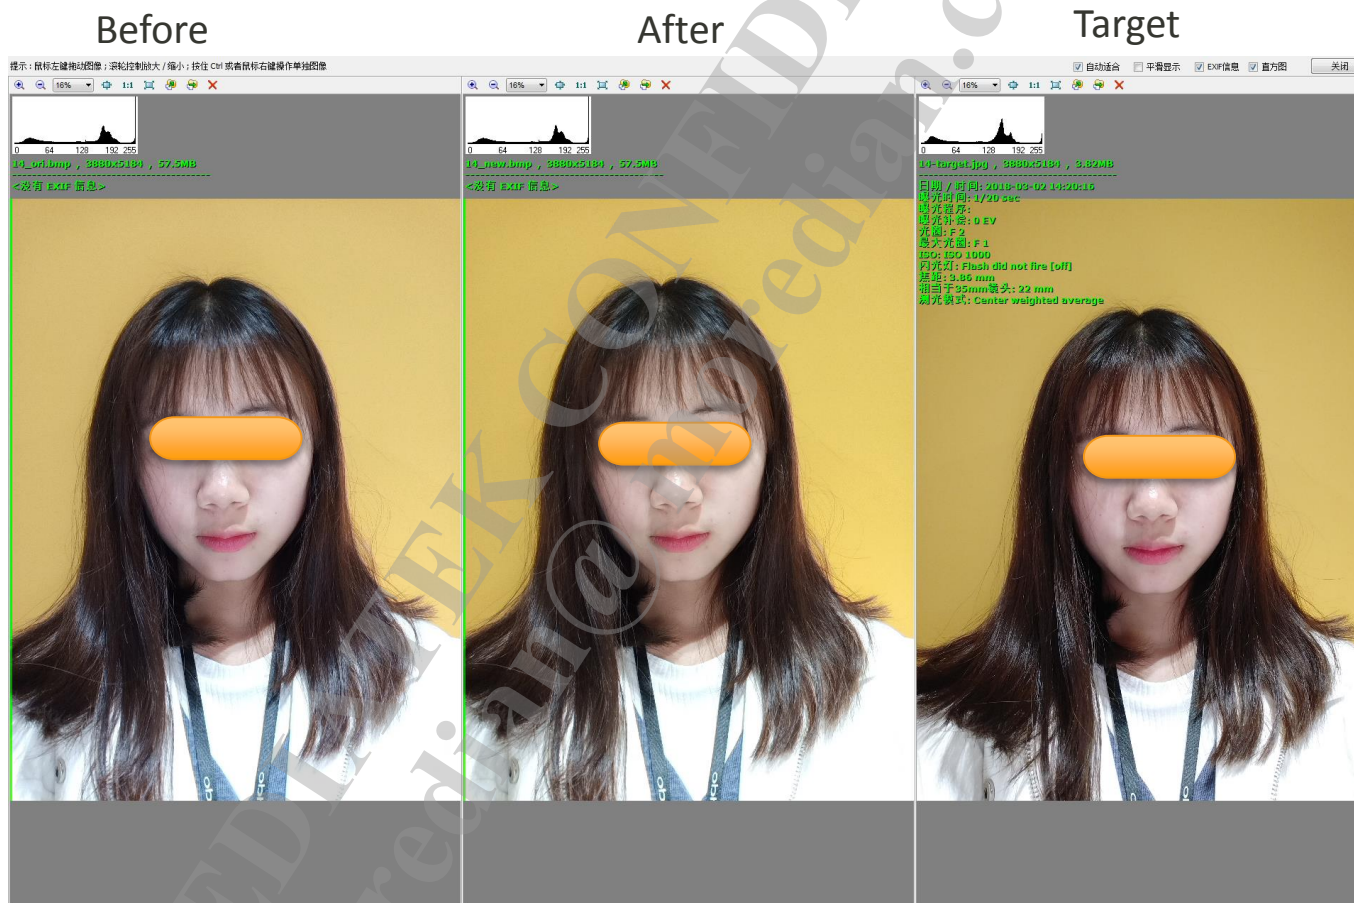 Before
After
Target
提示：鼠标左键拖动图像；滚轮控制放大 / 缩小；按住 Ctrl 或者鼠标右键操作单独图像
自动适合 平滑显示 EXIF信息 直方图 关闭
16% 1:1
16% 1:1
16% 1:1
0 64 128 192 255
0 64 128 192 255
0 64 128 192 255
14_ori.bmp , 3880x5184 , 57.5MB
<没有 EXIF 信息>
14_new.bmp , 3880x5184 , 57.5MB
<没有 EXIF 信息>
14-target.jpg , 3880x5184 , 3.82MB
日期 / 时间: 2018-03-02 14:20:16
曝光时间: 1/20 sec
曝光程序:
曝光补偿: 0 EV
光圈: F 2
最大光圈: F 1
ISO: ISO 1000
闪光灯: Flash did not fire [off]
焦距: 3.86 mm
相当于35mm镜头: 22 mm
测光模式: Center weighted average